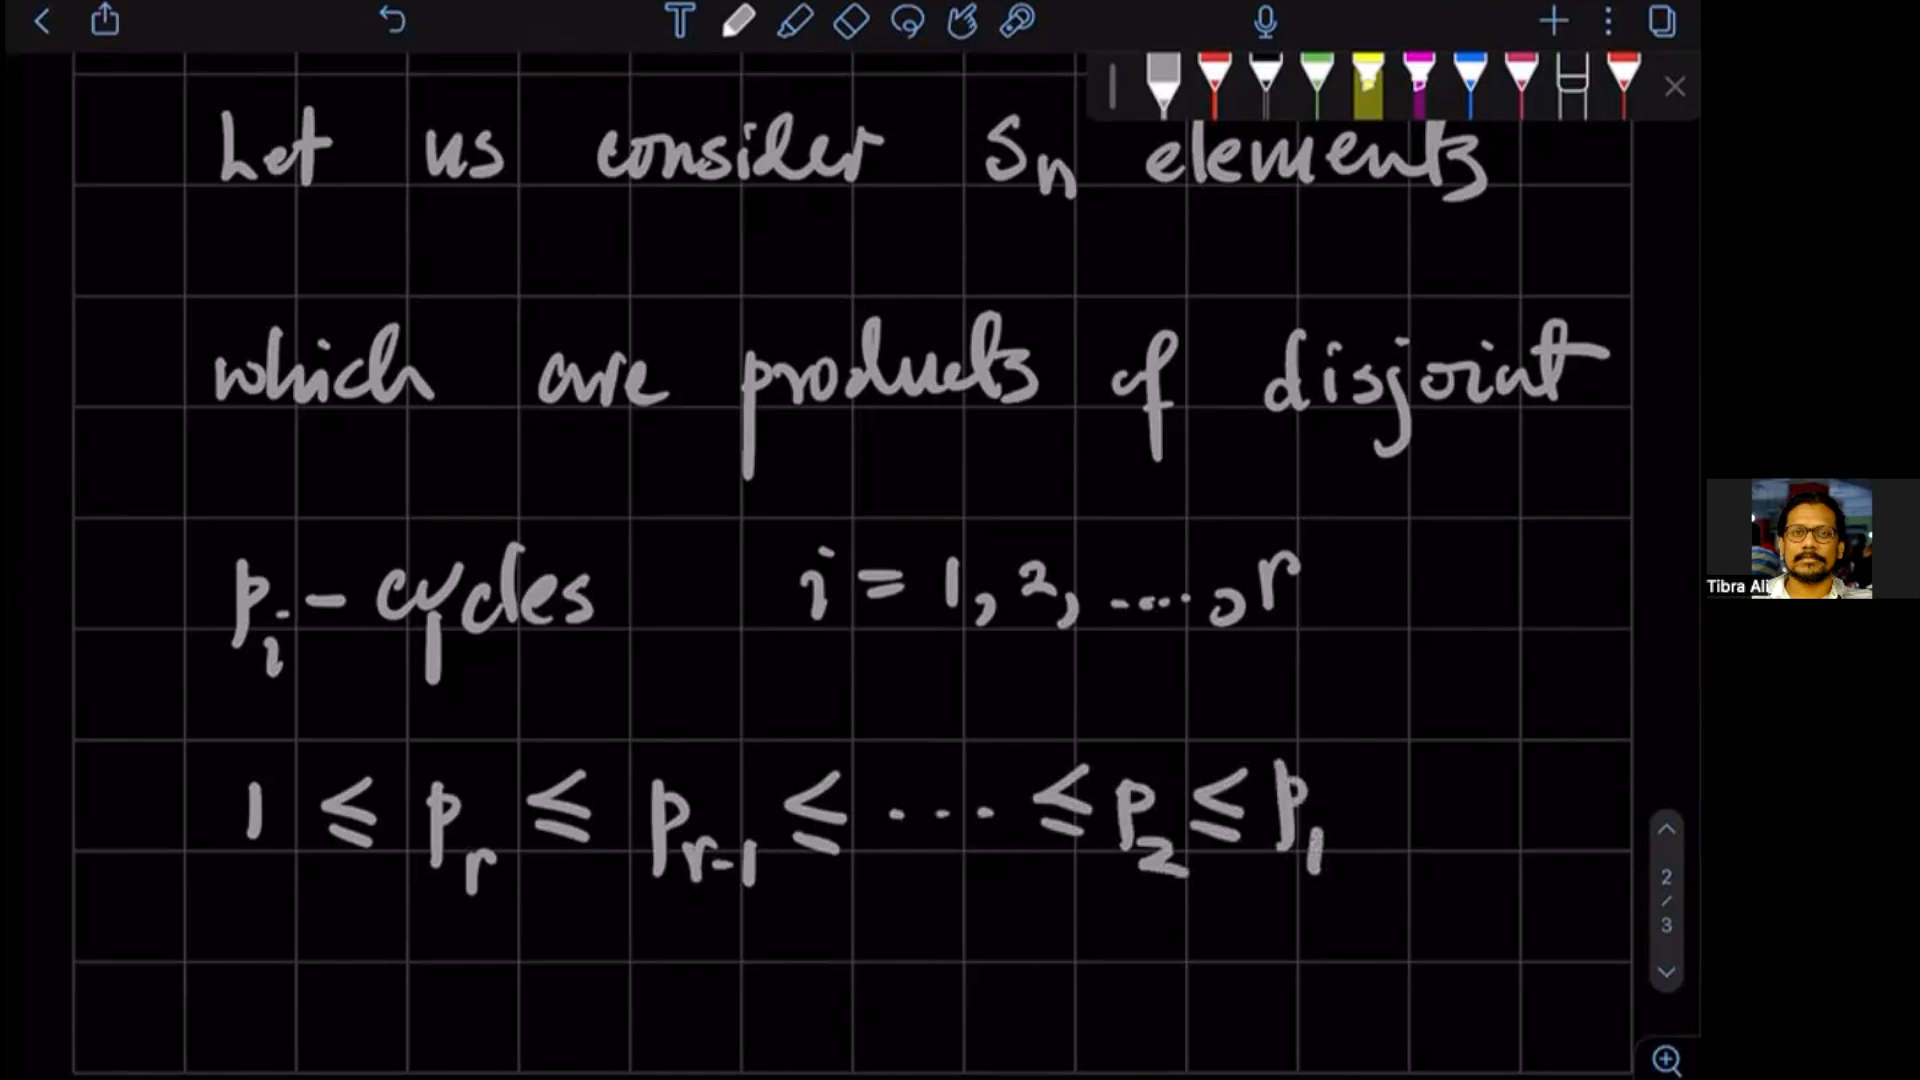 Let us consider Sn elements
which are products of disjoint
pi - cycles i = 1, 2, ...., r
1 ≤ pr ≤ pr-1 ≤ ... ≤ p2 ≤ p1
Tibra Ali
2
/
3